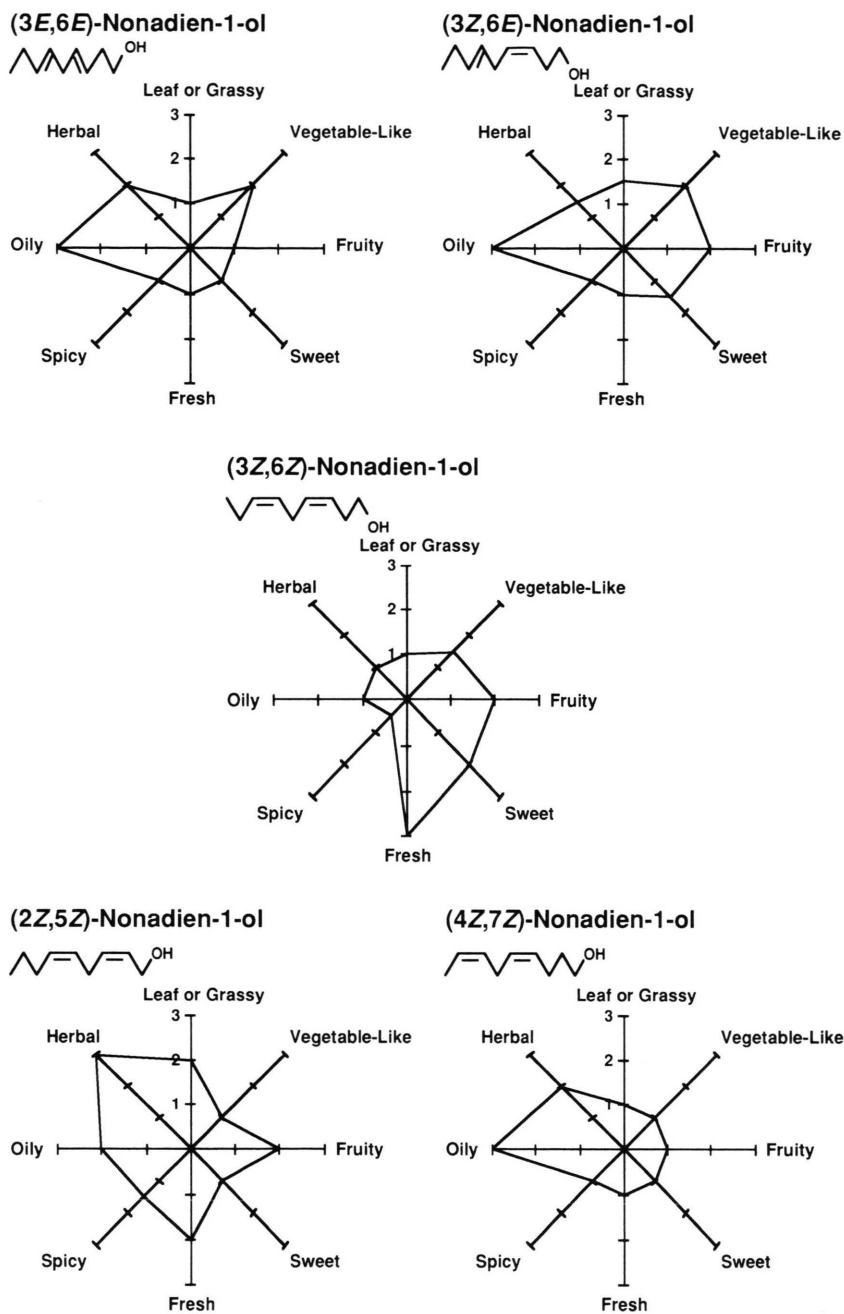 (3E,6E)-Nonadien-1-ol
OH
Leaf or Grassy
3
2
1
Herbal
Vegetable-Like
Oily
Fruity
Spicy
Sweet
Fresh
(3Z,6E)-Nonadien-1-ol
OH
Leaf or Grassy
3
2
1
Herbal
Vegetable-Like
Oily
Fruity
Spicy
Sweet
Fresh
(3Z,6Z)-Nonadien-1-ol
OH
Leaf or Grassy
3
2
1
Herbal
Vegetable-Like
Oily
Fruity
Spicy
Sweet
Fresh
(2Z,5Z)-Nonadien-1-ol
OH
Leaf or Grassy
3
2
1
Herbal
Vegetable-Like
Oily
Fruity
Spicy
Sweet
Fresh
(4Z,7Z)-Nonadien-1-ol
OH
Leaf or Grassy
3
2
1
Herbal
Vegetable-Like
Oily
Fruity
Spicy
Sweet
Fresh